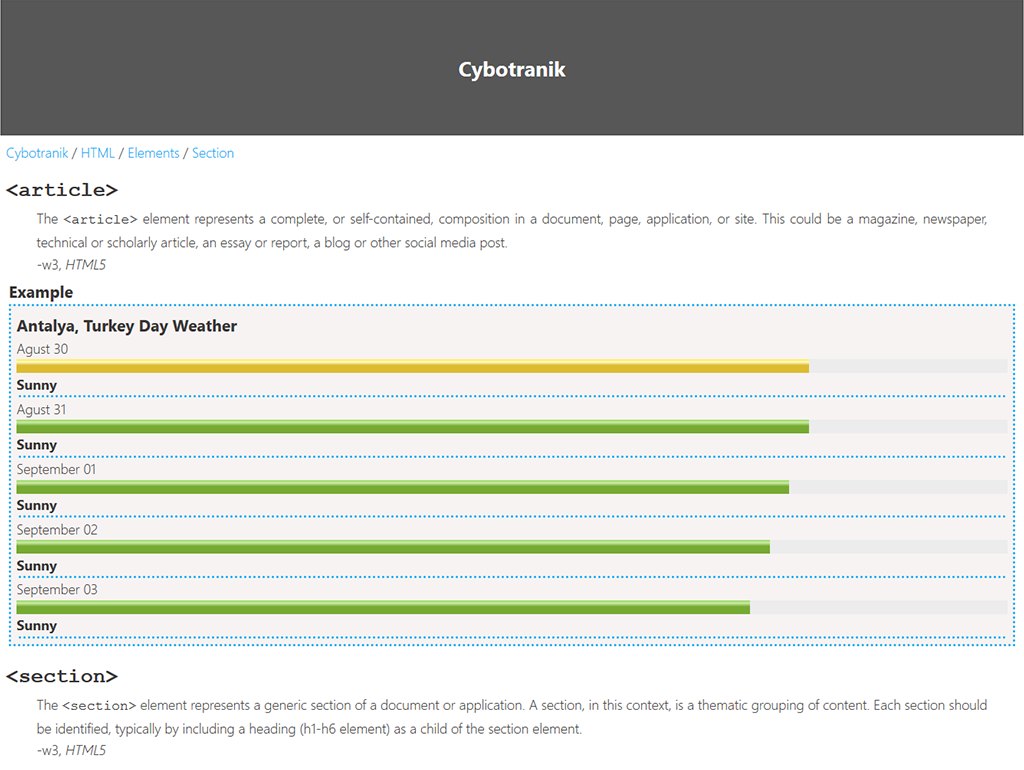 Cybotranik
Cybotranik / HTML / Elements / Section
<article>
The <article> element represents a complete, or self-contained, composition in a document, page, application, or site. This could be a magazine, newspaper,
technical or scholarly article, an essay or report, a blog or other social media post.
-w3, HTML5
Example
Antalya, Turkey Day Weather
Agust 30
Sunny
Agust 31
Sunny
September 01
Sunny
September 02
Sunny
September 03
Sunny
<section>
The <section> element represents a generic section of a document or application. A section, in this context, is a thematic grouping of content. Each section should
be identified, typically by including a heading (h1-h6 element) as a child of the section element.
-w3, HTML5